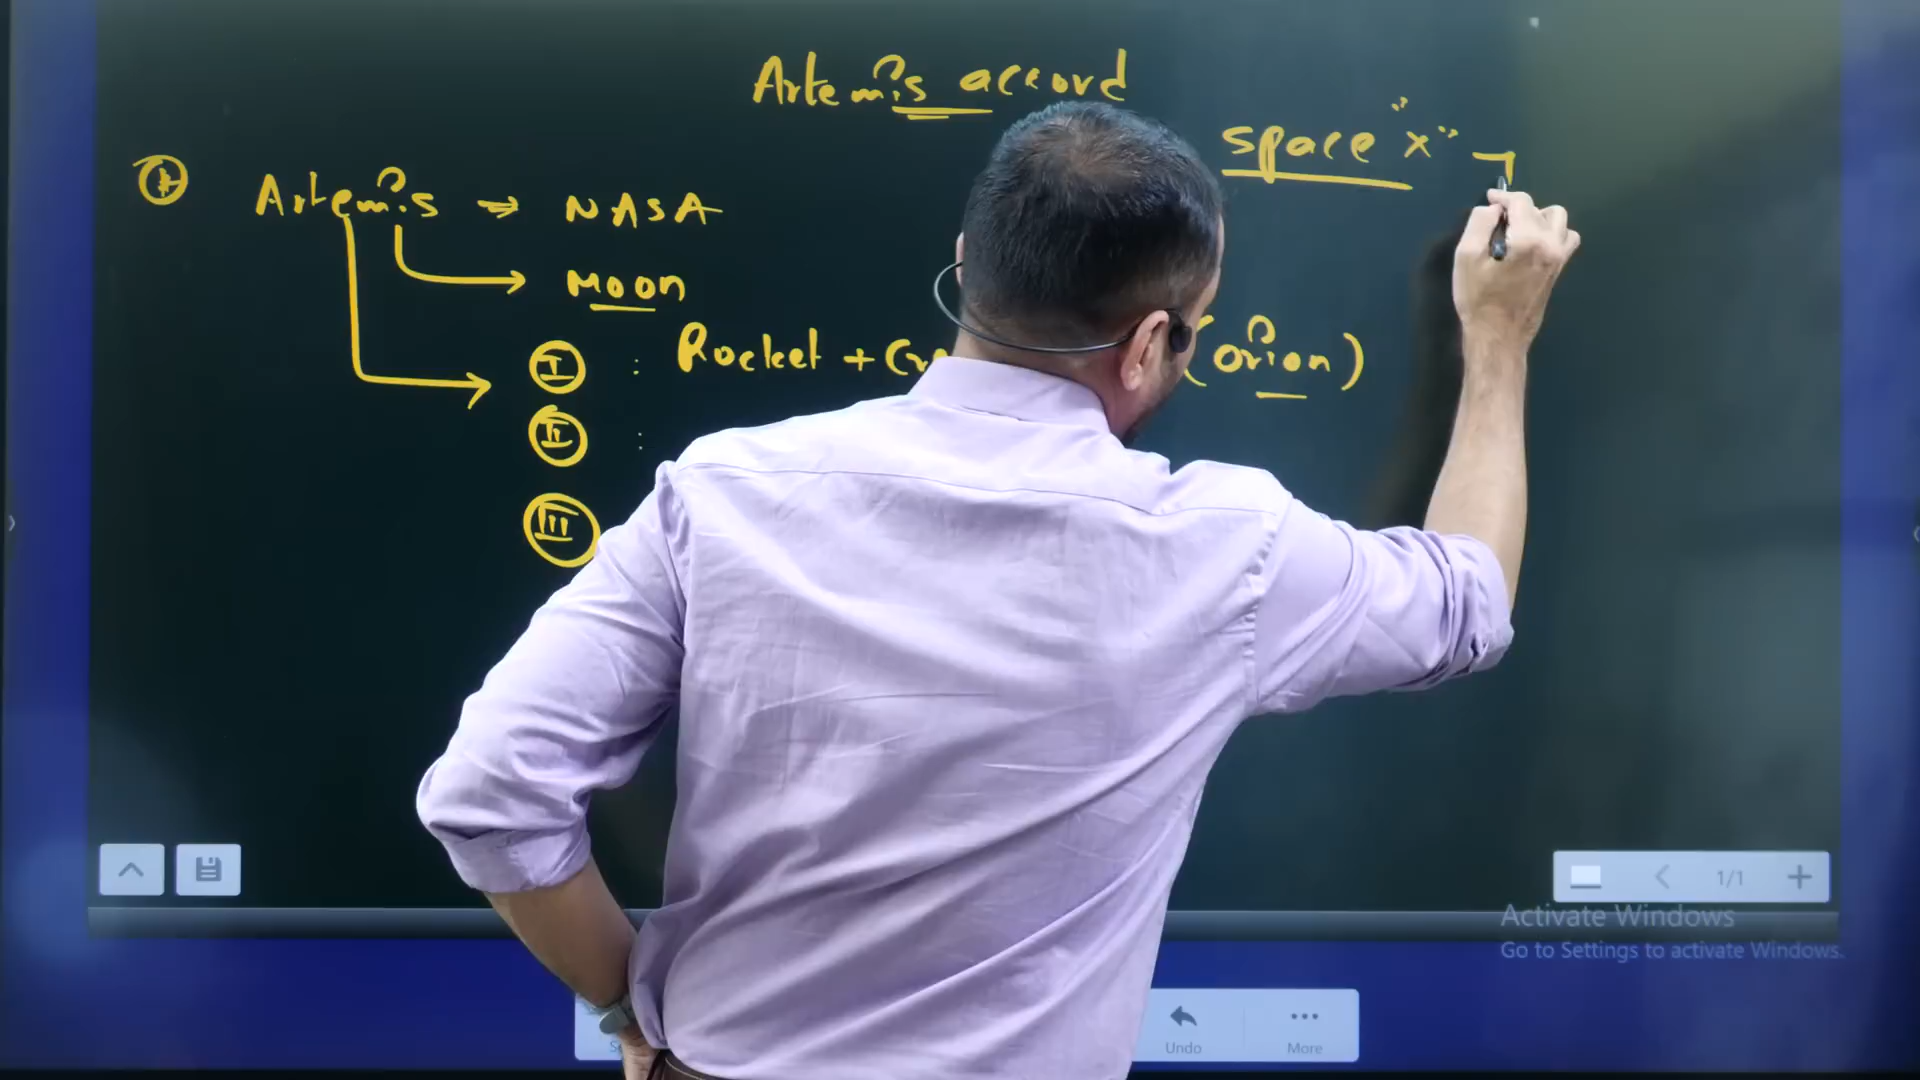 Artemis accord
space "x"
Artemis → NASA
Moon
I : Rocket + (orion)
II :
III
1/1
Activate Windows
Go to Settings to activate Windows.
Undo More